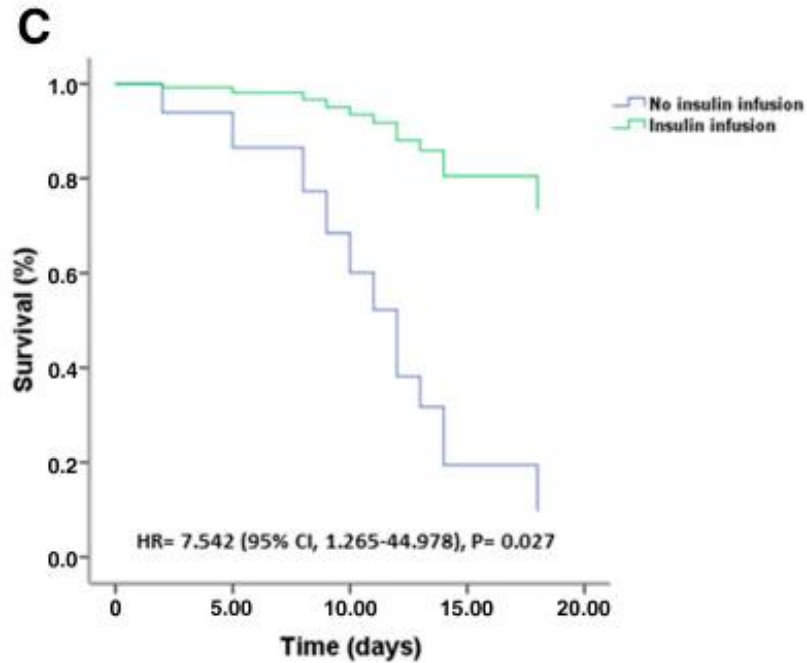 C
No insulin infusion
Insulin infusion
Survival (%)
1.0
0.8
0.6
0.4
0.2
0.0
HR= 7.542 (95% CI, 1.265-44.978), P= 0.027
0 5.00 10.00 15.00 20.00
Time (days)